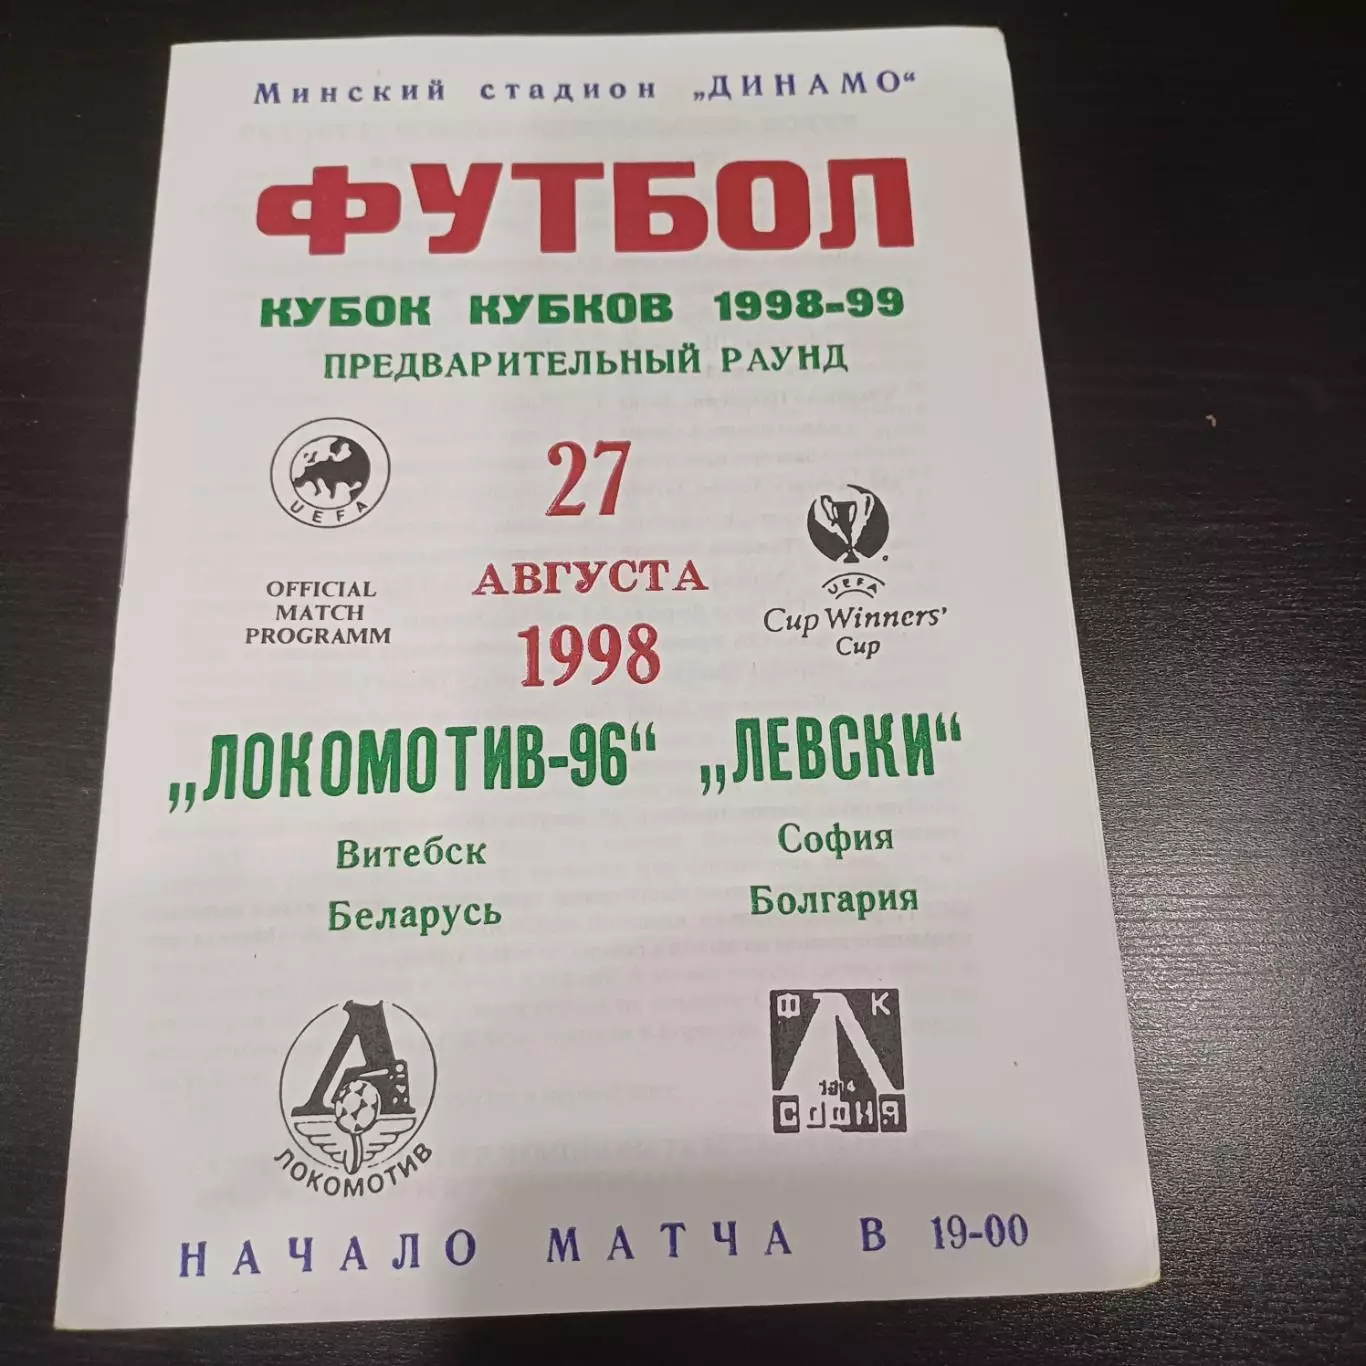 Минский стадион „ДИНАМО“
ФУТБОЛ
КУБОК КУБКОВ 1998-99
ПРЕДВАРИТЕЛЬНЫЙ РАУНД
UEFA
OFFICIAL
MATCH
PROGRAMM
27
АВГУСТА
1998
UEFA
Cup Winners'
Cup
„ЛОКОМОТИВ-96“
Витебск
Беларусь
„ЛЕВСКИ“
София
Болгария
ЛОКОМОТИВ
Ф К
1914
СОФИЯ
НАЧАЛО МАТЧА В 19-00